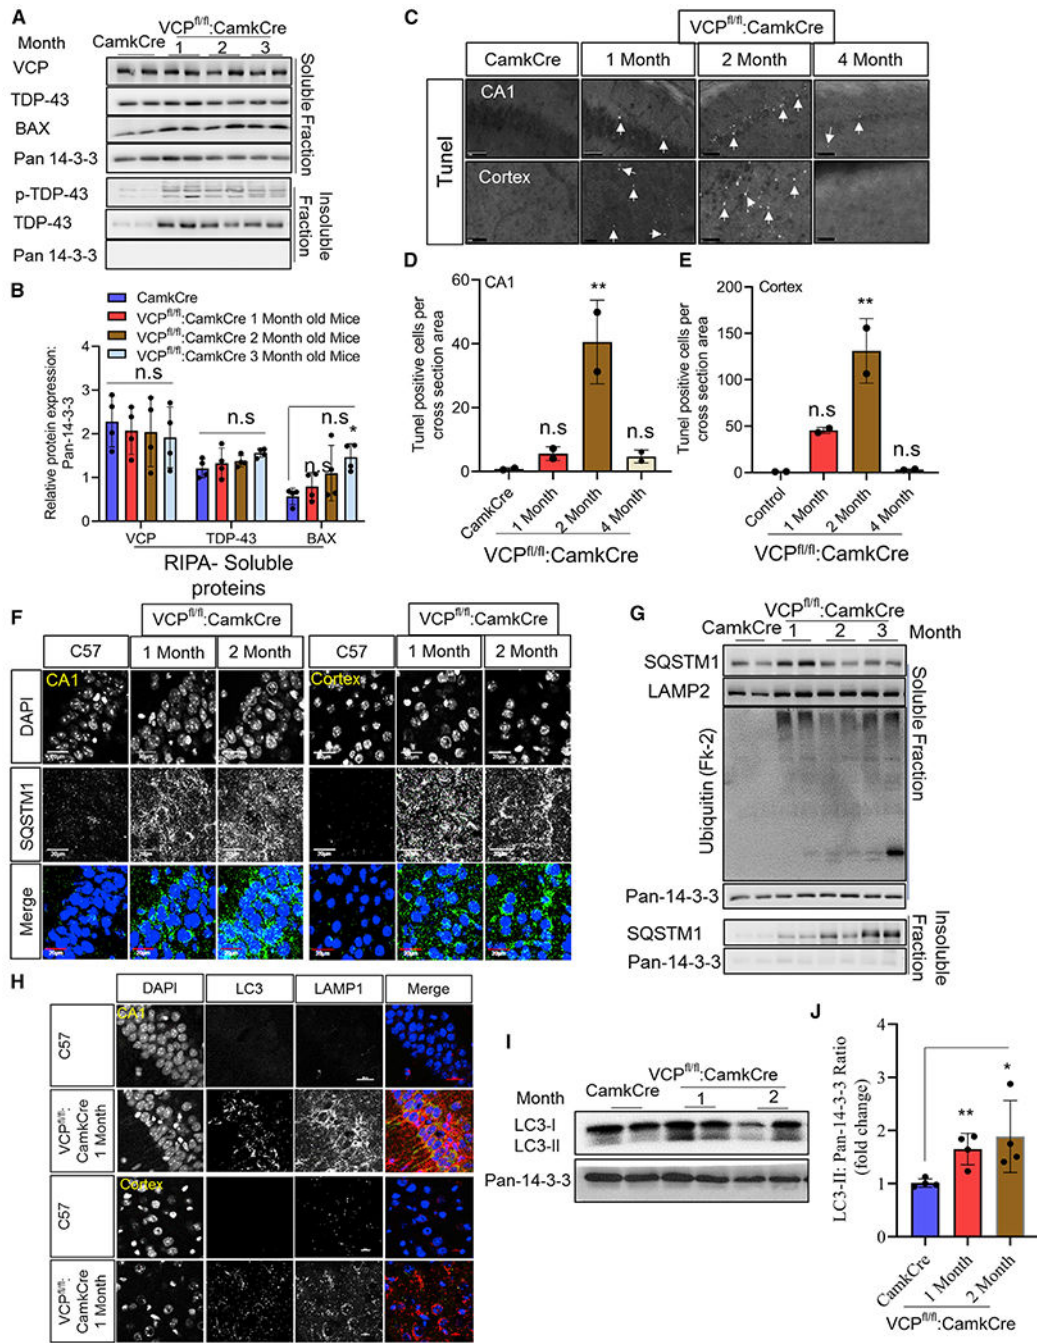 A
VCP^fl/fl:CamkCre
Month CamkCre 1 2 3
VCP
TDP-43
BAX
Pan 14-3-3
Soluble Fraction
p-TDP-43
TDP-43
Pan 14-3-3
Insoluble Fraction
B
CamkCre
VCP^fl/fl:CamkCre 1 Month old Mice
VCP^fl/fl:CamkCre 2 Month old Mice
VCP^fl/fl:CamkCre 3 Month old Mice
Relative protein expression:
Pan-14-3-3
4
3
2
1
0
n.s
n.s
n.s
n.s
*
VCP TDP-43 BAX
RIPA- Soluble
proteins
C
VCP^fl/fl:CamkCre
CamkCre 1 Month 2 Month 4 Month
Tunel
CA1
Cortex
D
CA1
Tunel positive cells per
cross section area
60
40
20
0
n.s
**
n.s
CamkCre 1 Month 2 Month 4 Month
VCP^fl/fl:CamkCre
E
Cortex
Tunel positive cells per
cross section area
200
150
100
50
0
n.s
**
n.s
Control 1 Month 2 Month 4 Month
VCP^fl/fl:CamkCre
F
VCP^fl/fl:CamkCre VCP^fl/fl:CamkCre
C57 1 Month 2 Month C57 1 Month 2 Month
DAPI
CA1 Cortex
SQSTM1
Merge
20µm 20µm 20µm 20µm 20µm 20µm
G
VCP^fl/fl:CamkCre
CamkCre 1 2 3 Month
SQSTM1
LAMP2
Ubiquitin (Fk-2)
Pan-14-3-3
Soluble Fraction
SQSTM1
Pan-14-3-3
Insoluble
Fraction
H
DAPI LC3 LAMP1 Merge
C57
CA1
VCP^fl/fl:
CamkCre
1 Month
C57
Cortex
VCP^fl/fl:
CamkCre
1 Month
I
VCP^fl/fl:CamkCre
CamkCre
Month 1 2
LC3-I
LC3-II
Pan-14-3-3
J
LC3-II: Pan-14-3-3 Ratio
(fold change)
4
3
2
1
0
**
*
CamkCre 1 Month 2 Month
VCP^fl/fl:CamkCre